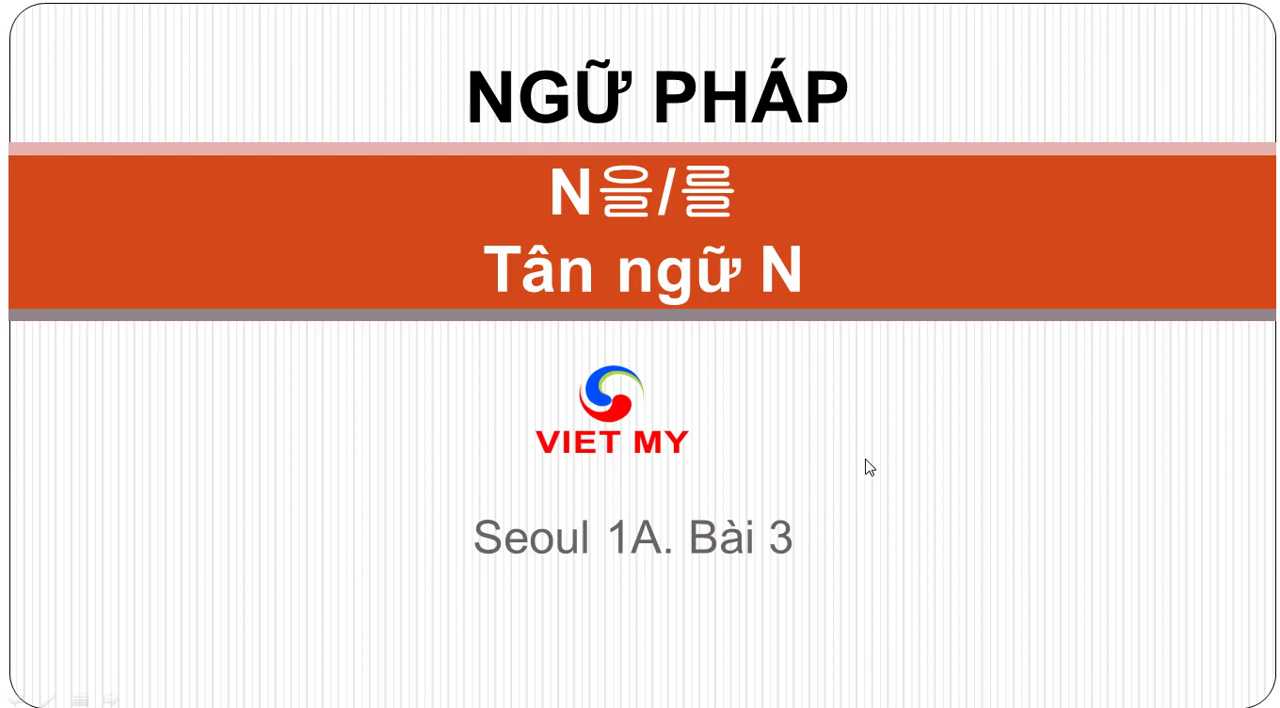 NGỮ PHÁP
N을/를
Tân ngữ N
VIET MY
Seoul 1A. Bài 3